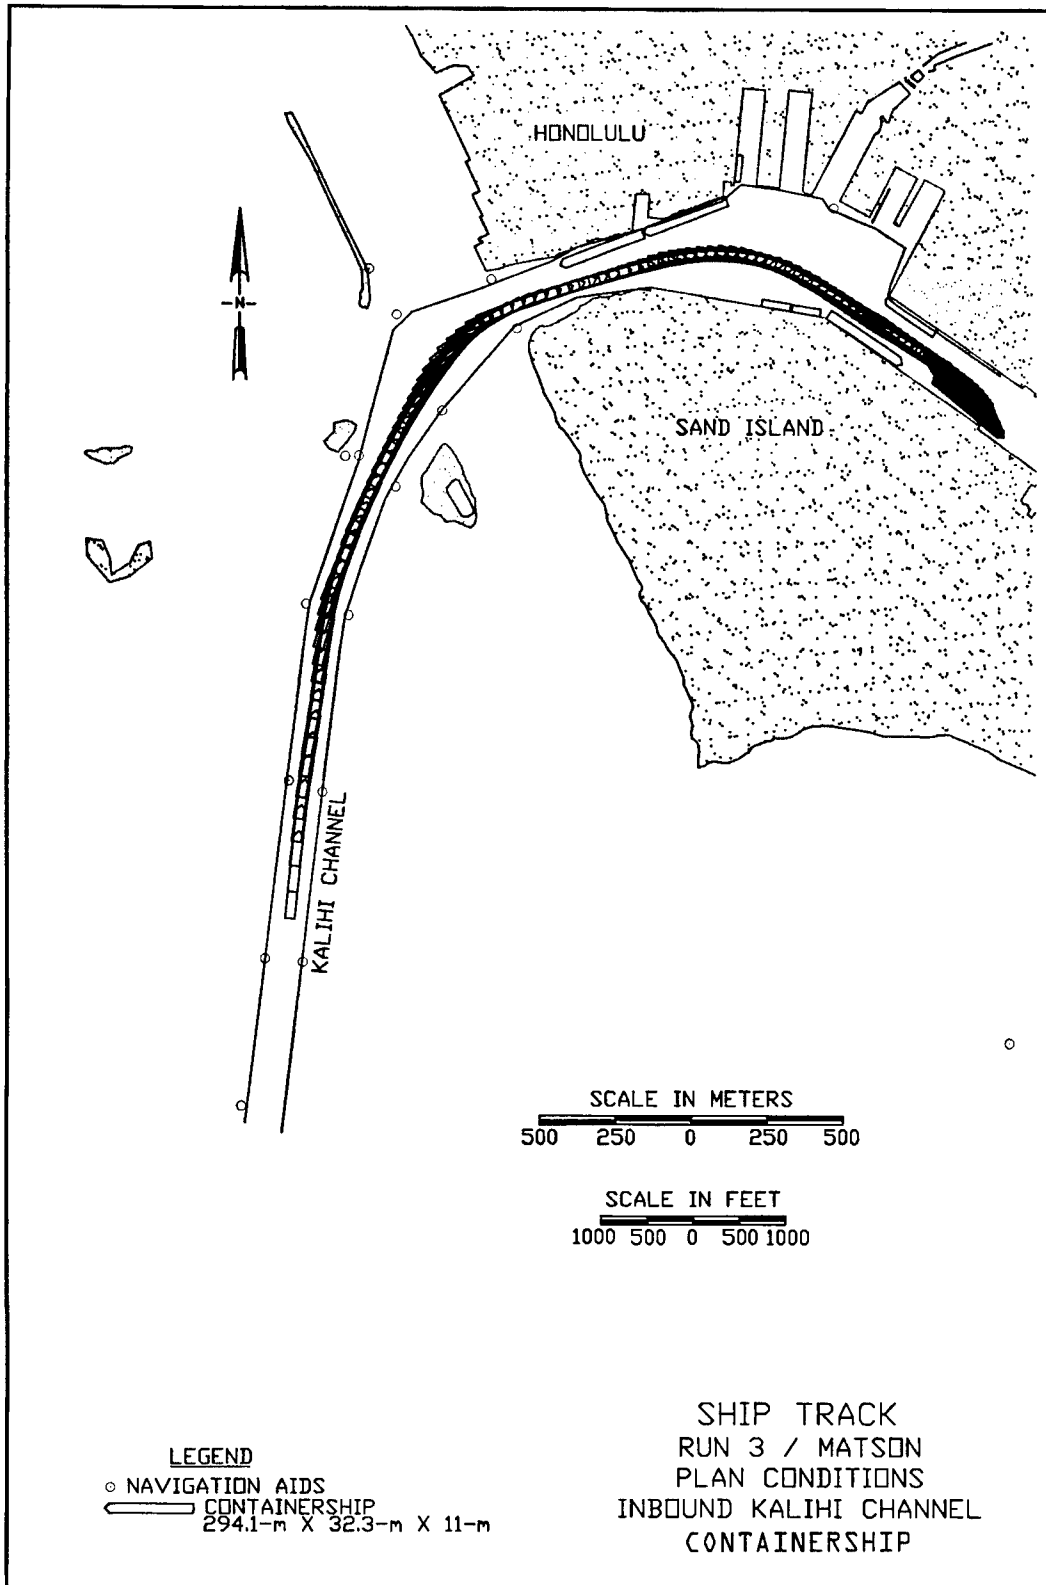 HONOLULU
-N-
SAND ISLAND
KALIHI CHANNEL
SCALE IN METERS
500 250 0 250 500
SCALE IN FEET
1000 500 0 500 1000
SHIP TRACK
RUN 3 / MATSON
PLAN CONDITIONS
INBOUND KALIHI CHANNEL
CONTAINERSHIP
LEGEND
NAVIGATION AIDS
CONTAINERSHIP
294.1-m X 32.3-m X 11-m